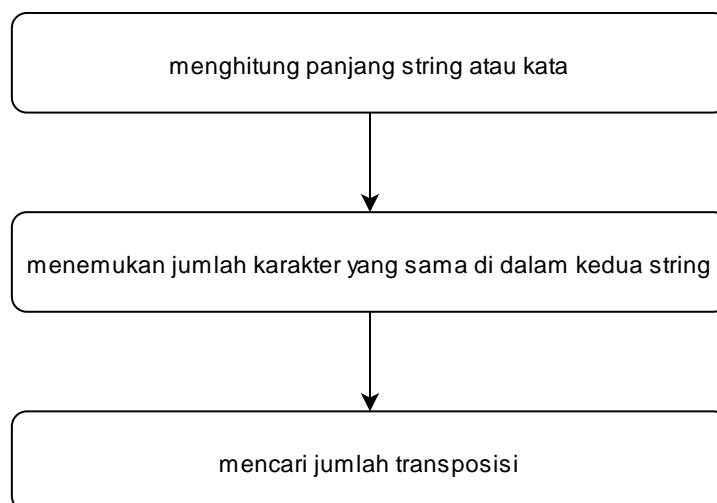 menghitung panjang string atau kata
menemukan jumlah karakter yang sama di dalam kedua string
mencari jumlah transposisi